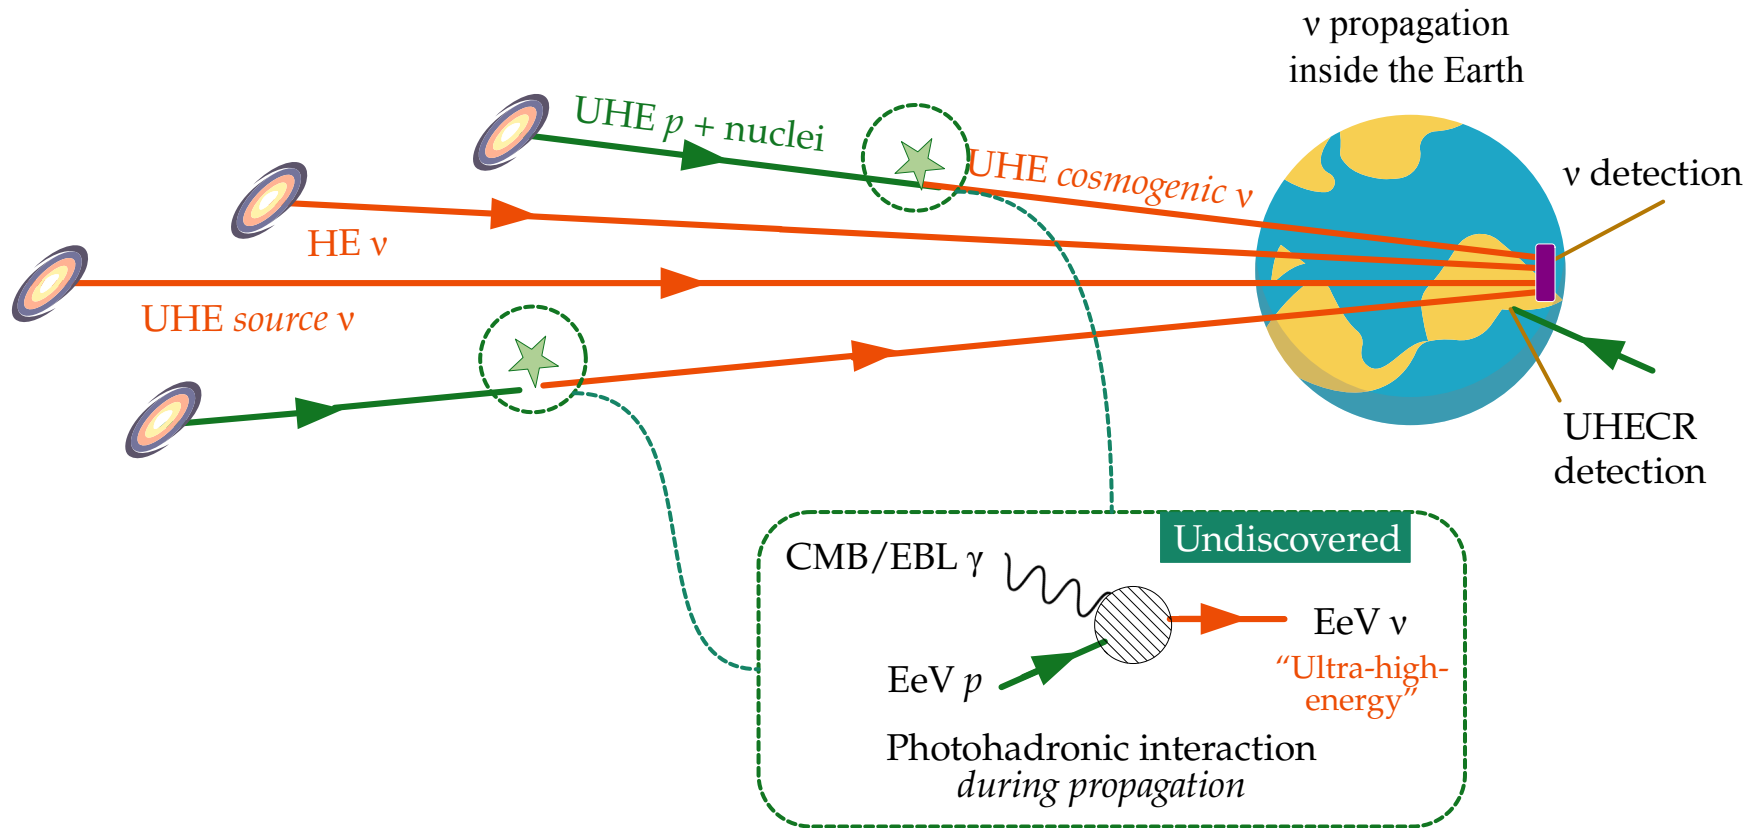 ν propagation
inside the Earth
UHE p + nuclei
UHE cosmogenic ν
ν detection
HE ν
UHE source ν
UHECR
detection
Undiscovered
CMB/EBL γ
EeV ν
EeV p
“Ultra-high-
energy”
Photohadronic interaction
during propagation